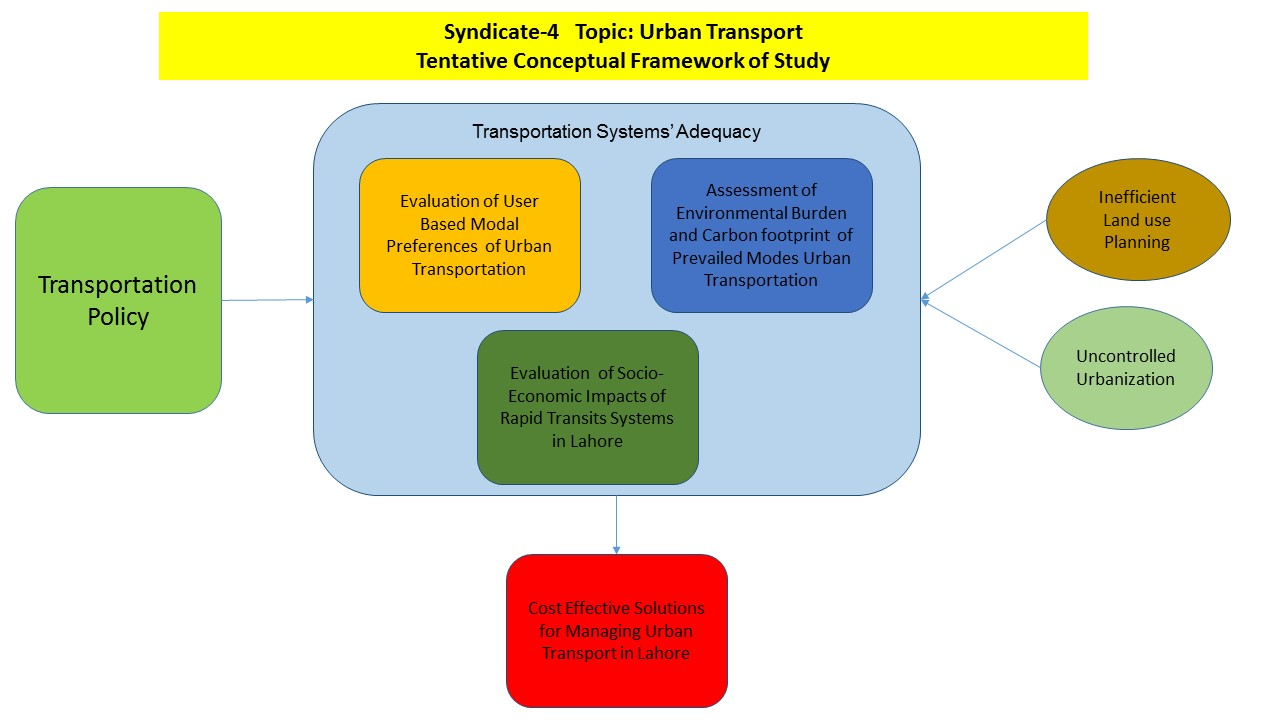 Syndicate-4 Topic: Urban Transport
Tentative Conceptual Framework of Study
Transportation Systems' Adequacy
Transportation
Policy
Evaluation of User
Based Modal
Preferences of Urban
Transportation
Assessment of
Environmental Burden
and Carbon footprint of
Prevailed Modes Urban
Transportation
Evaluation of Socio-
Economic Impacts of
Rapid Transits Systems
in Lahore
Inefficient
Land use
Planning
Uncontrolled
Urbanization
Cost Effective Solutions
for Managing Urban
Transport in Lahore